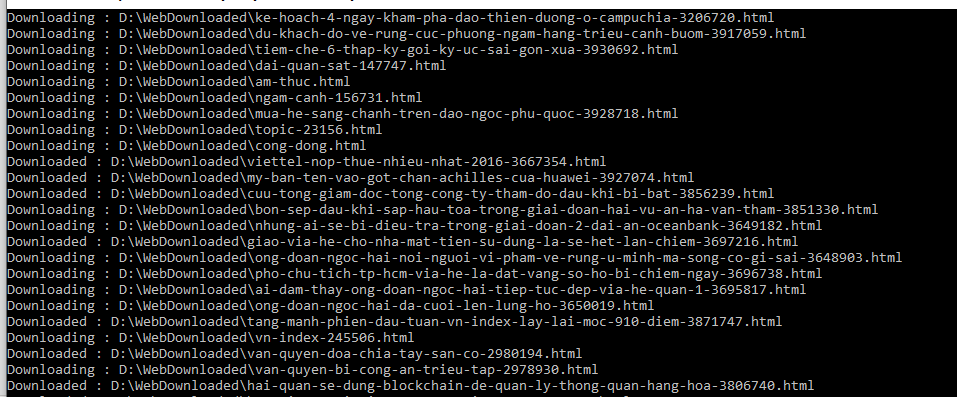 Downloading : D:\WebDownloaded\ke-hoach-4-ngay-kham-pha-dao-thien-duong-o-campuchia-3206720.html
Downloading : D:\WebDownloaded\du-khach-do-ve-rung-cuc-phuong-ngam-hang-trieu-canh-buom-3917059.html
Downloading : D:\WebDownloaded\tiem-che-6-thap-ky-goi-ky-uc-sai-gon-xua-3930692.html
Downloading : D:\WebDownloaded\dai-quan-sat-147747.html
Downloading : D:\WebDownloaded\am-thuc.html
Downloading : D:\WebDownloaded\ngam-canh-156731.html
Downloading : D:\WebDownloaded\mua-he-sang-chanh-tren-dao-ngoc-phu-quoc-3928718.html
Downloading : D:\WebDownloaded\topic-23156.html
Downloading : D:\WebDownloaded\cong-dong.html
Downloaded : D:\WebDownloaded\viettel-nop-thue-nhieu-nhat-2016-3667354.html
Downloading : D:\WebDownloaded\my-ban-ten-vao-got-chan-achilles-cua-huawei-3927074.html
Downloaded : D:\WebDownloaded\cuu-tong-giam-doc-tong-cong-ty-tham-do-dau-khi-bi-bat-3856239.html
Downloading : D:\WebDownloaded\bon-sep-dau-khi-sap-hau-toa-trong-giai-doan-hai-vu-an-ha-van-tham-3851330.html
Downloading : D:\WebDownloaded\nhung-ai-se-bi-dieu-tra-trong-giai-doan-2-dai-an-oceanbank-3649182.html
Downloaded : D:\WebDownloaded\giao-via-he-cho-nha-mat-tien-su-dung-la-se-het-lan-chiem-3697216.html
Downloading : D:\WebDownloaded\ong-doan-ngoc-hai-noi-nguoi-vi-pham-ve-rung-u-minh-ma-song-co-gi-sai-3648903.html
Downloading : D:\WebDownloaded\pho-chu-tich-tp-hcm-via-he-la-dat-vang-so-ho-bi-chiem-ngay-3696738.html
Downloading : D:\WebDownloaded\ai-dam-thay-ong-doan-ngoc-hai-tiep-tuc-dep-via-he-quan-1-3695817.html
Downloading : D:\WebDownloaded\ong-doan-ngoc-hai-da-cuoi-len-lung-ho-3650019.html
Downloaded : D:\WebDownloaded\tang-manh-phien-dau-tuan-vn-index-lay-lai-moc-910-diem-3871747.html
Downloading : D:\WebDownloaded\vn-index-245506.html
Downloaded : D:\WebDownloaded\van-quyen-doa-chia-tay-san-co-2980194.html
Downloading : D:\WebDownloaded\van-quyen-bi-cong-an-trieu-tap-2978930.html
Downloaded : D:\WebDownloaded\hai-quan-se-dung-blockchain-de-quan-ly-thong-quan-hang-hoa-3806740.html